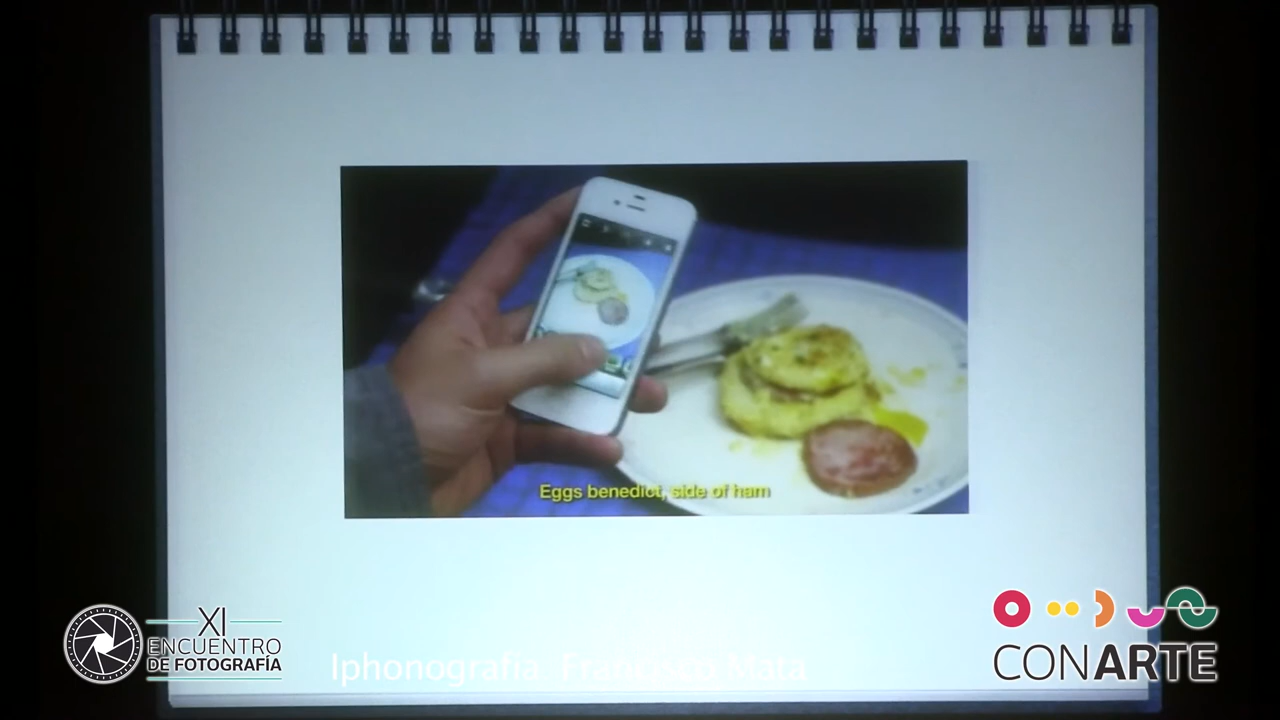 Eggs benedict, side of ham
XI
ENCUENTRO
DE FOTOGRAFÍA
Iphonografía Francisco Mata
CONARTE